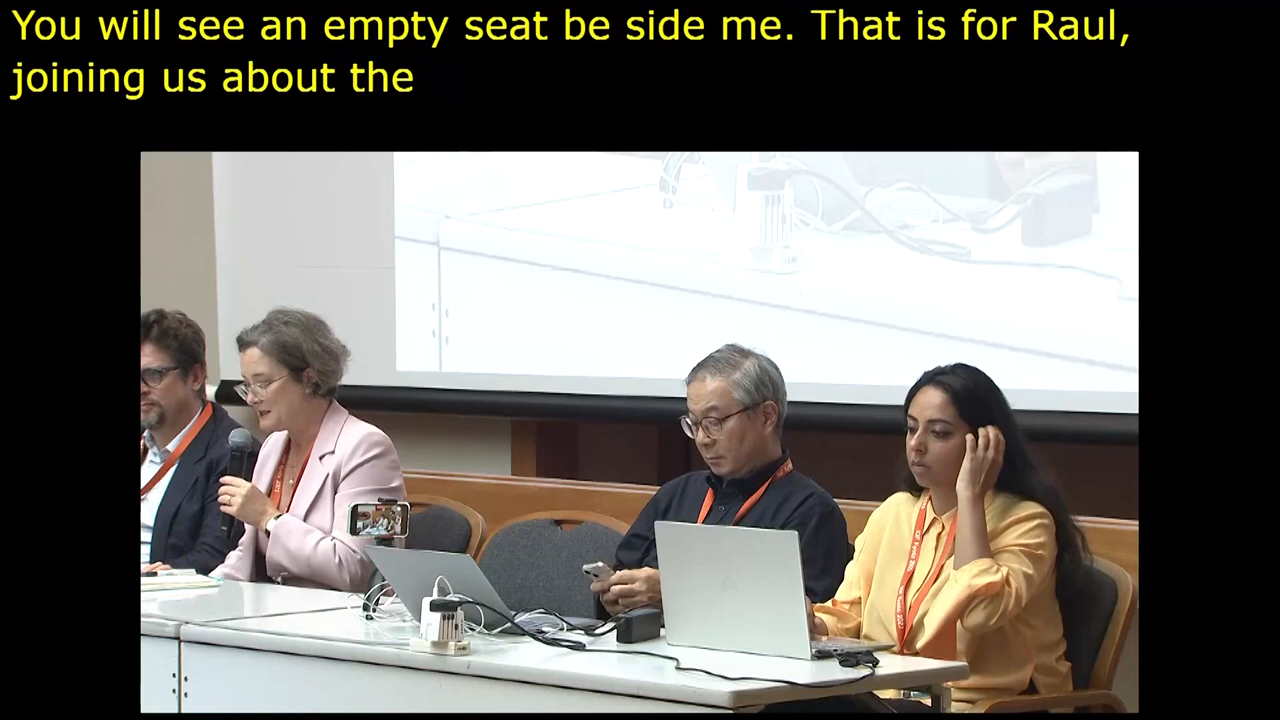 You will see an empty seat be side me. That is for Raul,
joining us about the